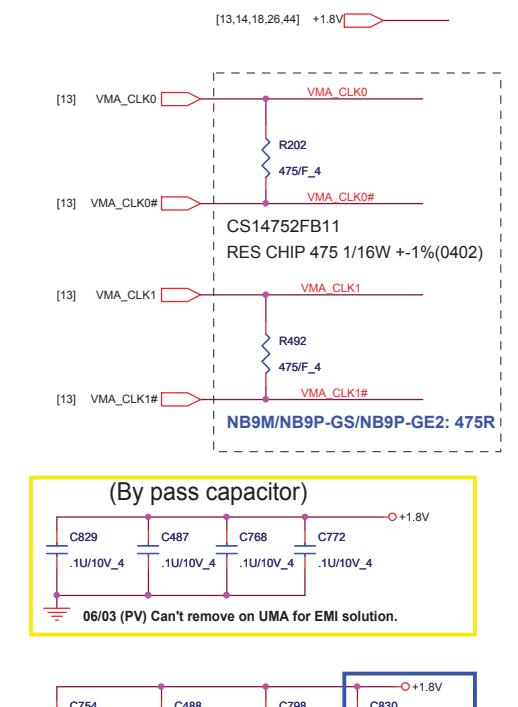 [13,14,18,26,44] +1.8V
[13] VMA_CLK0 VMA_CLK0
R202
475/F_4
[13] VMA_CLK0# VMA_CLK0#
CS14752FB11
RES CHIP 475 1/16W +-1%(0402)
[13] VMA_CLK1 VMA_CLK1
R492
475/F_4
[13] VMA_CLK1# VMA_CLK1#
NB9M/NB9P-GS/NB9P-GE2: 475R
(By pass capacitor)
+1.8V
C829 C487 C768 C772
.1U/10V_4 .1U/10V_4 .1U/10V_4 .1U/10V_4
06/03 (PV) Can't remove on UMA for EMI solution.
+1.8V
C754 C488 C798 C830